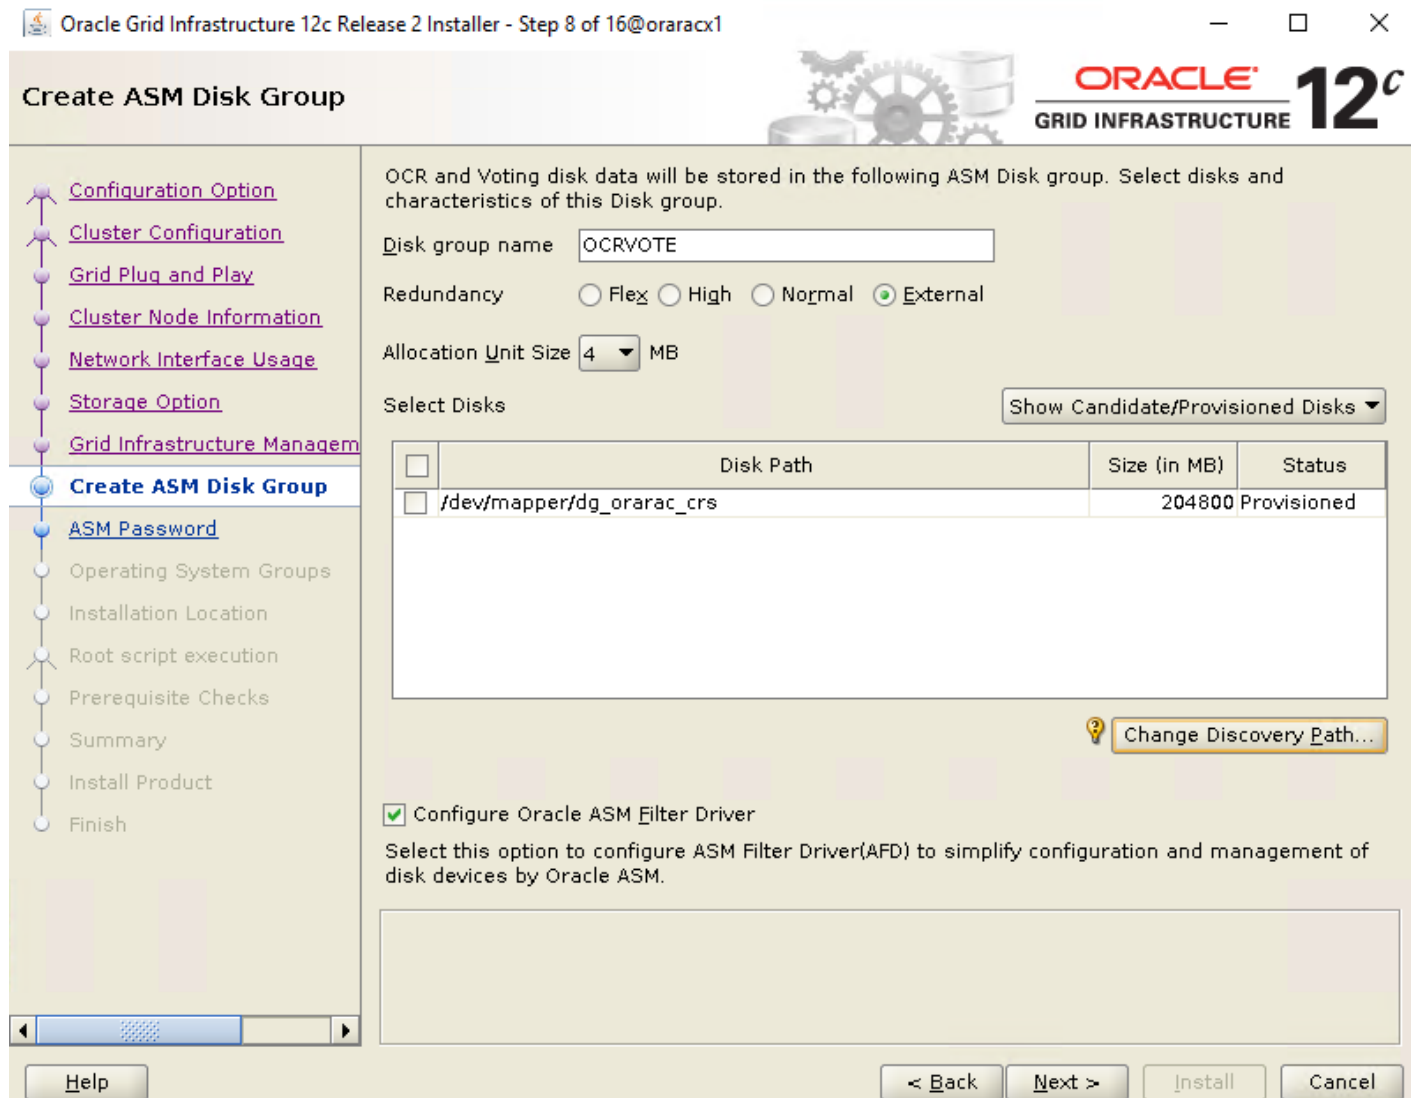 Oracle Grid Infrastructure 12c Release 2 Installer - Step 8 of 16@oraracx1
Create ASM Disk Group
ORACLE
GRID INFRASTRUCTURE
12c
Configuration Option
Cluster Configuration
Grid Plug and Play
Cluster Node Information
Network Interface Usage
Storage Option
Grid Infrastructure Managem
Create ASM Disk Group
ASM Password
Operating System Groups
Installation Location
Root script execution
Prerequisite Checks
Summary
Install Product
Finish
OCR and Voting disk data will be stored in the following ASM Disk group. Select disks and
characteristics of this Disk group.
Disk group name OCRVOTE
Redundancy Flex High Normal External
Allocation Unit Size 4 MB
Select Disks Show Candidate/Provisioned Disks
Disk Path Size (in MB) Status
/dev/mapper/dg_orarac_crs 204800 Provisioned
Change Discovery Path...
Configure Oracle ASM Filter Driver
Select this option to configure ASM Filter Driver(AFD) to simplify configuration and management of
disk devices by Oracle ASM.
Help < Back Next > Install Cancel